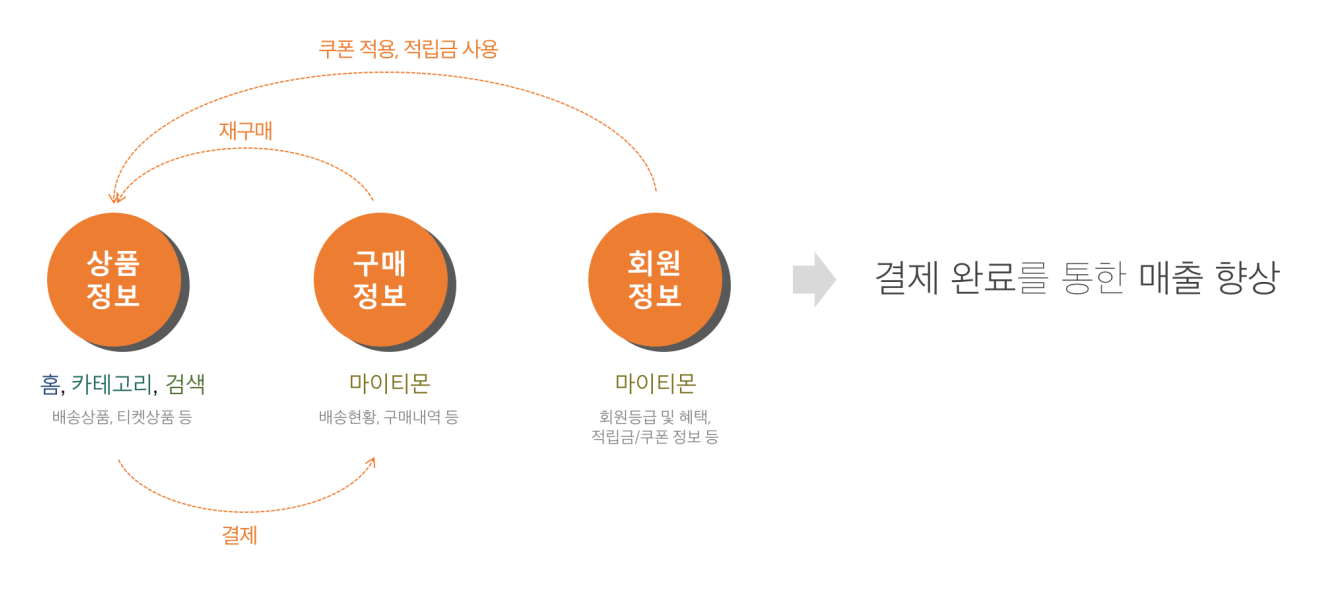 쿠폰 적용, 적립금 사용
재구매
상품
정보
구매
정보
회원
정보
결제 완료를 통한 매출 향상
홈, 카테고리, 검색
배송상품, 티켓상품 등
마이티몬
배송현황, 구매내역 등
마이티몬
회원등급 및 혜택,
적립금/쿠폰 정보 등
결제